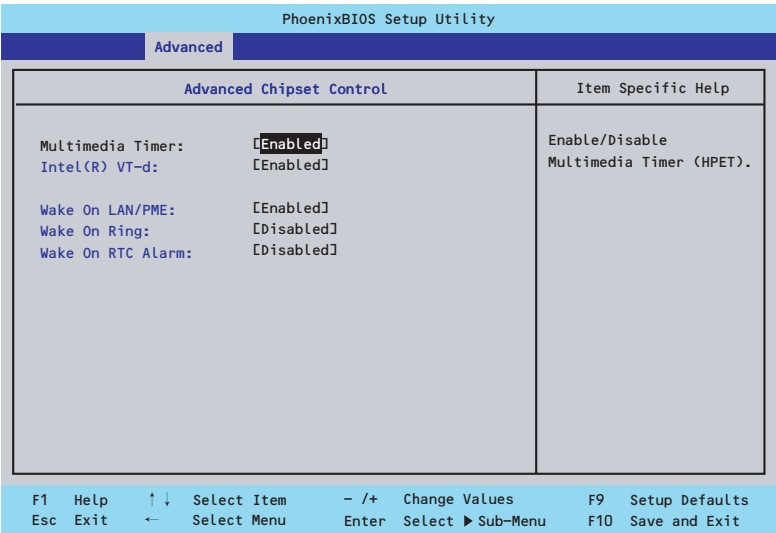 PhoenixBIOS Setup Utility
Advanced
Advanced Chipset Control
Item Specific Help
Multimedia Timer: [Enabled]
Intel(R) VT-d: [Enabled]
Wake On LAN/PME: [Enabled]
Wake On Ring: [Disabled]
Wake On RTC Alarm: [Disabled]
Enable/Disable
Multimedia Timer (HPET).
F1 Help ↑↓ Select Item - /+ Change Values F9 Setup Defaults
Esc Exit ← Select Menu Enter Select ▶ Sub-Menu F10 Save and Exit